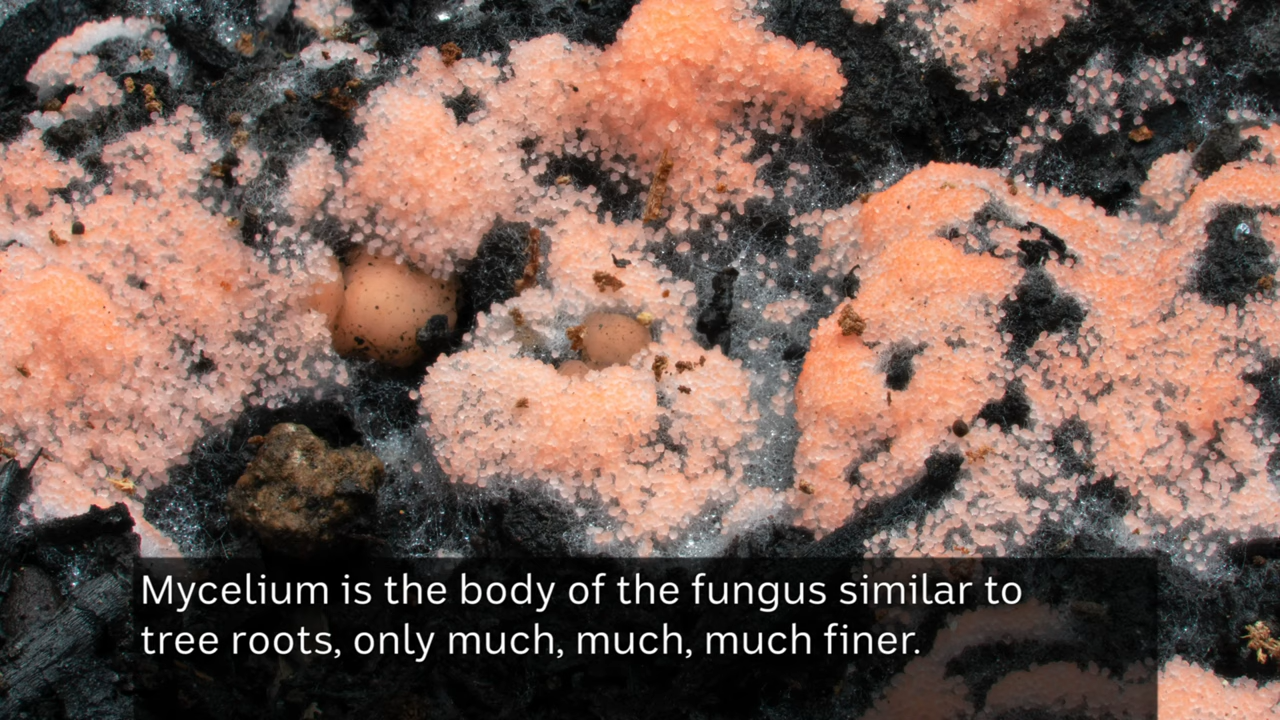 Mycelium is the body of the fungus similar to
tree roots, only much, much, much finer.